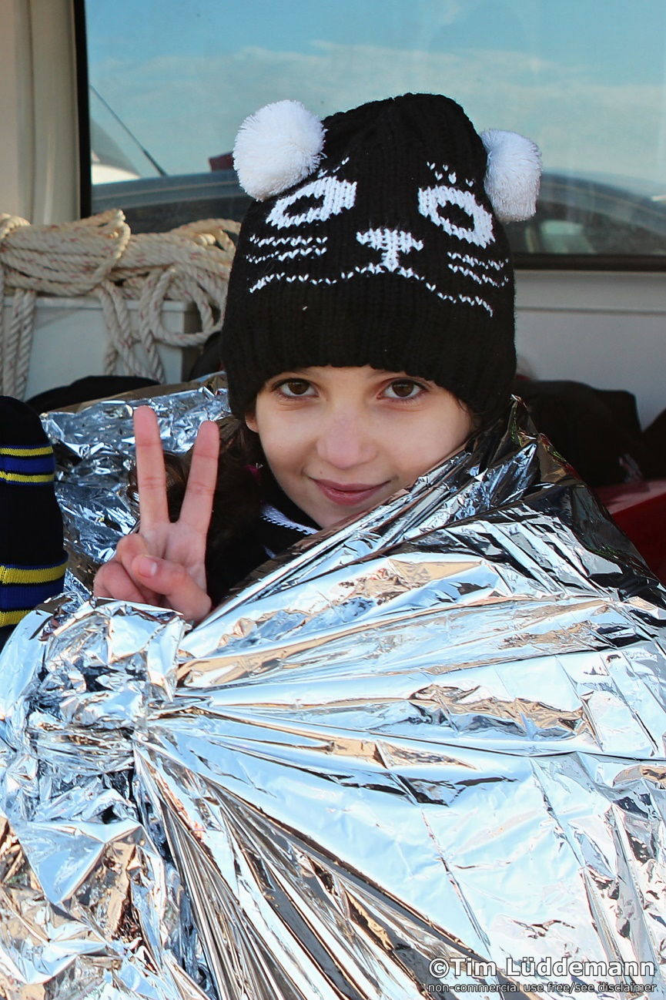 ©Tim Lüddemann
non-commercial use free/see disclaimer